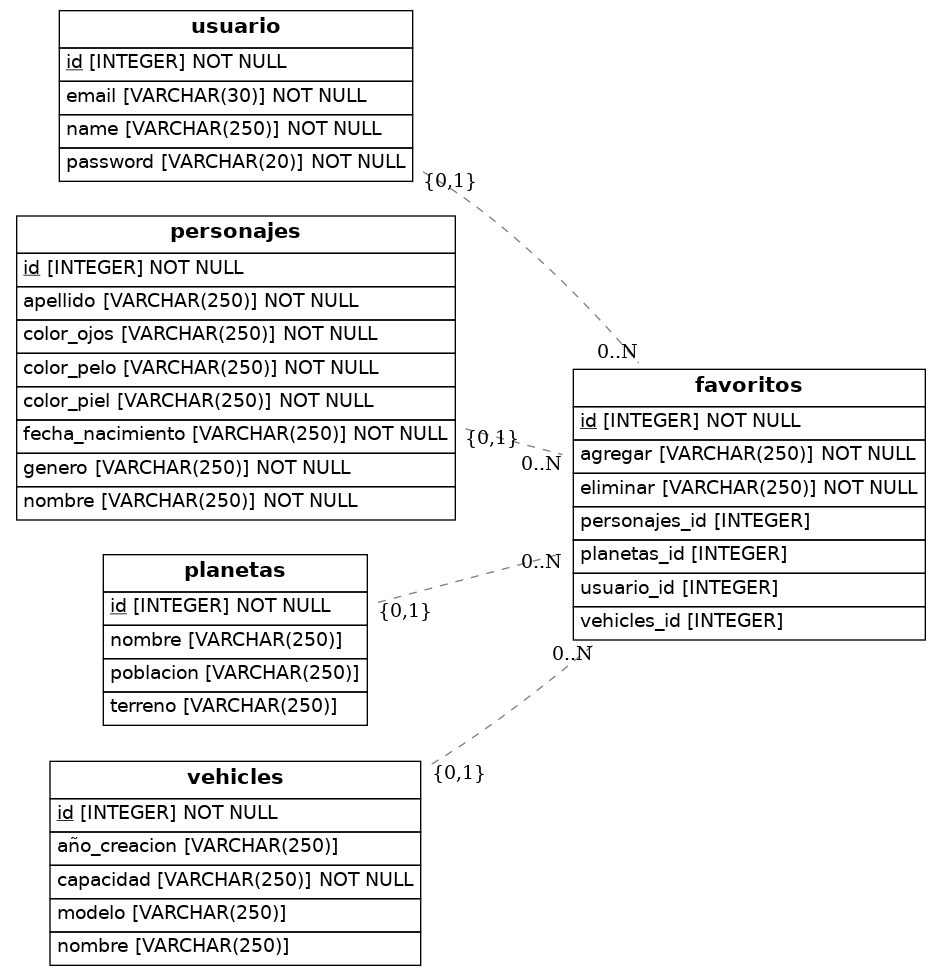 usuario
id [INTEGER] NOT NULL
email [VARCHAR(30)] NOT NULL
name [VARCHAR(250)] NOT NULL
password [VARCHAR(20)] NOT NULL
{0,1}
personajes
id [INTEGER] NOT NULL
apellido [VARCHAR(250)] NOT NULL
color_ojos [VARCHAR(250)] NOT NULL
color_pelo [VARCHAR(250)] NOT NULL
color_piel [VARCHAR(250)] NOT NULL
fecha_nacimiento [VARCHAR(250)] NOT NULL
genero [VARCHAR(250)] NOT NULL
nombre [VARCHAR(250)] NOT NULL
{0,1}
planetas
id [INTEGER] NOT NULL
nombre [VARCHAR(250)]
poblacion [VARCHAR(250)]
terreno [VARCHAR(250)]
{0,1}
vehicles
id [INTEGER] NOT NULL
año_creacion [VARCHAR(250)]
capacidad [VARCHAR(250)] NOT NULL
modelo [VARCHAR(250)]
nombre [VARCHAR(250)]
{0,1}
0..N
0..N
0..N
0..N
favoritos
id [INTEGER] NOT NULL
agregar [VARCHAR(250)] NOT NULL
eliminar [VARCHAR(250)] NOT NULL
personajes_id [INTEGER]
planetas_id [INTEGER]
usuario_id [INTEGER]
vehicles_id [INTEGER]